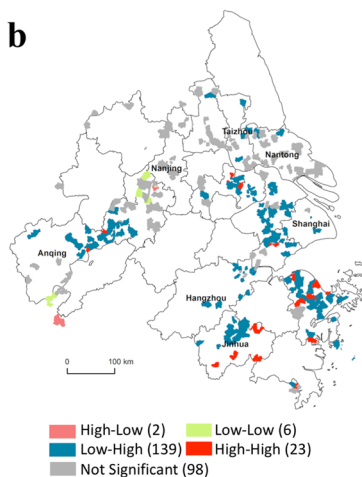 b
Taizhou
Nantong
Nanjing
Shanghai
Anqing
Hangzhou
Jinhua
0 100 km
High-Low (2) Low-Low (6)
Low-High (139) High-High (23)
Not Significant (98)